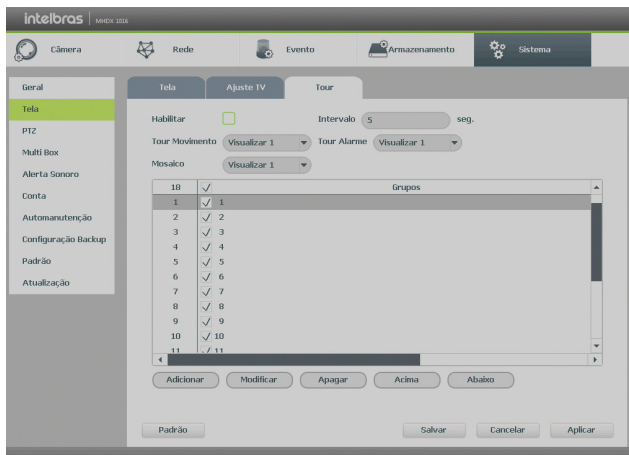 intelbras MHDX 1016
Câmera Rede Evento Armazenamento Sistema
Geral
Tela
PTZ
Multi Box
Alerta Sonoro
Conta
Automanutenção
Configuração Backup
Padrão
Atualização
Tela Ajuste TV Tour
Habilitar Intervalo 5 seg.
Tour Movimento Visualizar 1 Tour Alarme Visualizar 1
Mosaico Visualizar 1
18 Grupos
1 1
2 2
3 3
4 4
5 5
6 6
7 7
8 8
9 9
10 10
11 11
Adicionar Modificar Apagar Acima Abaixo
Padrão Salvar Cancelar Aplicar